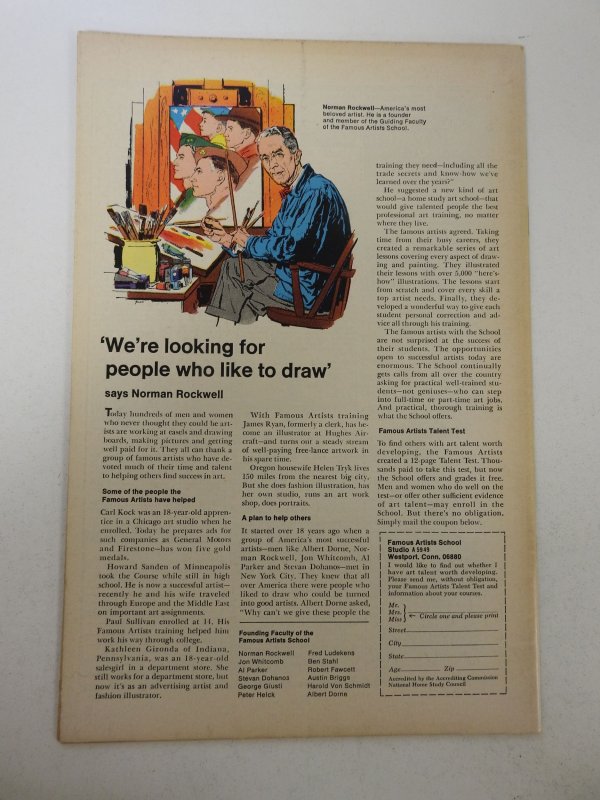 Norman Rockwell—America's most
beloved artist. He is a founder
and member of the Guiding Faculty
of the Famous Artists School.
'We're looking for
people who like to draw'
says Norman Rockwell
Today hundreds of men and women
who never thought they could be art-
ists are working at easels and drawing
boards, making pictures and getting
well paid for it. They all can thank a
group of famous artists who have de-
voted much of their time and talent
to helping others find success in art.
Some of the people the
Famous Artists have helped
Carl Kock was an 18-year-old appren-
tice in a Chicago art studio when he
enrolled. Today he prepares ads for
such companies as General Motors
and Firestone—has won five gold
medals.
Howard Sanden of Minneapolis
took the Course while still in high
school. He is now a successful artist—
recently he and his wife traveled
through Europe and the Middle East
on important art assignments.
Paul Sullivan enrolled at 14. His
Famous Artists training helped him
work his way through college.
Kathleen Gironda of Indiana,
Pennsylvania, was an 18-year-old
salesgirl in a department store. She
still works for a department store, but
now it's as an advertising artist and
fashion illustrator.
With Famous Artists training
James Ryan, formerly a clerk, has be-
come an illustrator at Hughes Air-
craft—and turns out a steady stream
of well-paying free-lance artwork in
his spare time.
Oregon housewife Helen Tryk lives
150 miles from the nearest big city.
But she does fashion illustration, has
her own studio, runs an art work
shop, does portraits.
A plan to help others
It started over 18 years ago when a
group of America's most successful
artists—men like Albert Dorne, Nor-
man Rockwell, Jon Whitcomb, Al
Parker and Stevan Dohanos—met in
New York City. They knew that all
over America there were people who
liked to draw who could be turned
into good artists. Albert Dorne asked,
"Why can't we give these people the
Founding Faculty of the
Famous Artists School
Norman Rockwell
Jon Whitcomb
Al Parker
Stevan Dohanos
George Giusti
Peter Helck
Fred Ludekens
Ben Stahl
Robert Fawcett
Austin Briggs
Harold Von Schmidt
Albert Dorne
training they need—including all the
trade secrets and know-how we've
learned over the years?"
He suggested a new kind of art
school—a home study art school—that
would give talented people the best
professional art training, no matter
where they live.
The famous artists agreed. Taking
time from their busy careers, they
created a remarkable series of art
lessons covering every aspect of draw-
ing and painting. They illustrated
their lessons with over 5,000 "here's-
how" illustrations. The lessons start
from scratch and cover every skill a
top artist needs. Finally, they de-
veloped a wonderful way to give each
student personal correction and ad-
vice all through his training.
The famous artists with the School
are not surprised at the success of
their students. The opportunities
open to successful artists today are
enormous. The School continually
gets calls from all over the country
asking for practical well-trained stu-
dents—not geniuses—who can step
into full-time or part-time art jobs.
And practical, thorough training is
what the School offers.
Famous Artists Talent Test
To find others with art talent worth
developing, the Famous Artists
created a 12-page Talent Test. Thou-
sands paid to take this test, but now
the School offers and grades it free.
Men and women who do well on the
test—or offer other sufficient evidence
of art talent—may enroll in the
School. But there's no obligation.
Simply mail the coupon below.
Famous Artists School
Studio A 5949
Westport, Conn. 06880
I would like to find out whether I
have art talent worth developing.
Please send me, without obligation,
your Famous Artists Talent Test and
information about your courses.
Mr.
Mrs. ← Circle one and please print
Miss
Street
City
State
Age Zip
Accredited by the Accrediting Commission
National Home Study Council